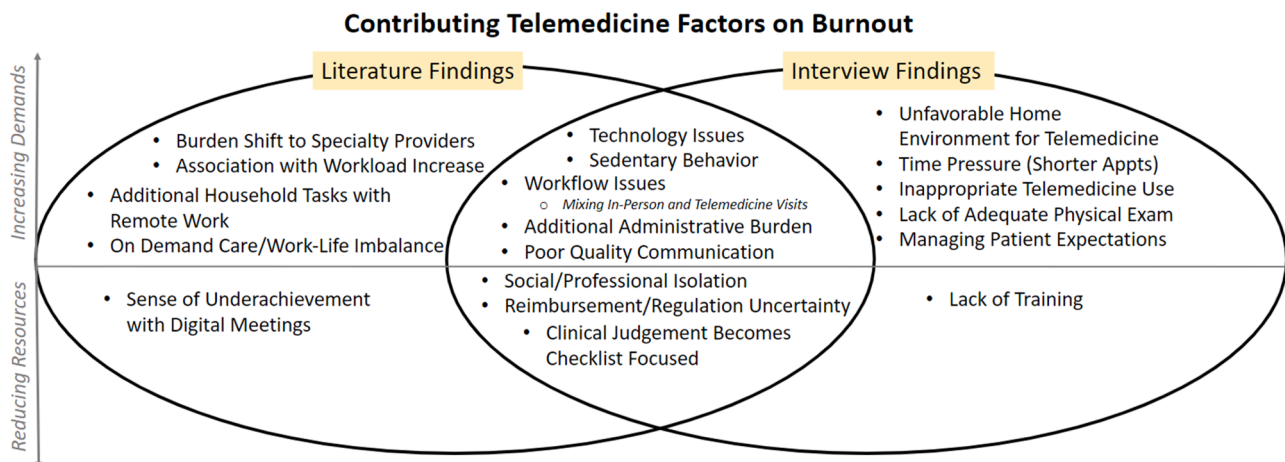 Contributing Telemedicine Factors on Burnout
Increasing Demands
Reducing Resources
Literature Findings
• Burden Shift to Specialty Providers
• Association with Workload Increase
• Additional Household Tasks with
Remote Work
• On Demand Care/Work-Life Imbalance
• Sense of Underachievement
with Digital Meetings
• Technology Issues
• Sedentary Behavior
• Workflow Issues
o Mixing In-Person and Telemedicine Visits
• Additional Administrative Burden
• Poor Quality Communication
• Social/Professional Isolation
• Reimbursement/Regulation Uncertainty
• Clinical Judgement Becomes
Checklist Focused
Interview Findings
• Unfavorable Home
Environment for Telemedicine
• Time Pressure (Shorter Appts)
• Inappropriate Telemedicine Use
• Lack of Adequate Physical Exam
• Managing Patient Expectations
• Lack of Training